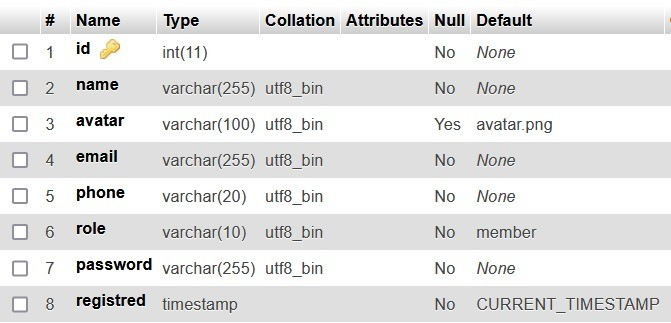 # Name Type Collation Attributes Null Default
1 id int(11) No None
2 name varchar(255) utf8_bin No None
3 avatar varchar(100) utf8_bin Yes avatar.png
4 email varchar(255) utf8_bin No None
5 phone varchar(20) utf8_bin No None
6 role varchar(10) utf8_bin No member
7 password varchar(255) utf8_bin No None
8 registred timestamp No CURRENT_TIMESTAMP